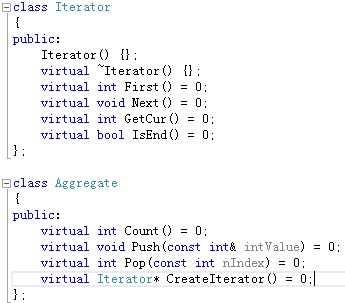 class Iterator
{
public:
    Iterator() {};
    virtual ~Iterator() {};
    virtual int First() = 0;
    virtual void Next() = 0;
    virtual int GetCur() = 0;
    virtual bool IsEnd() = 0;
};
class Aggregate
{
public:
    virtual int Count() = 0;
    virtual void Push(const int& intValue) = 0;
    virtual int Pop(const int nIndex) = 0;
    virtual Iterator* CreateIterator() = 0;
};